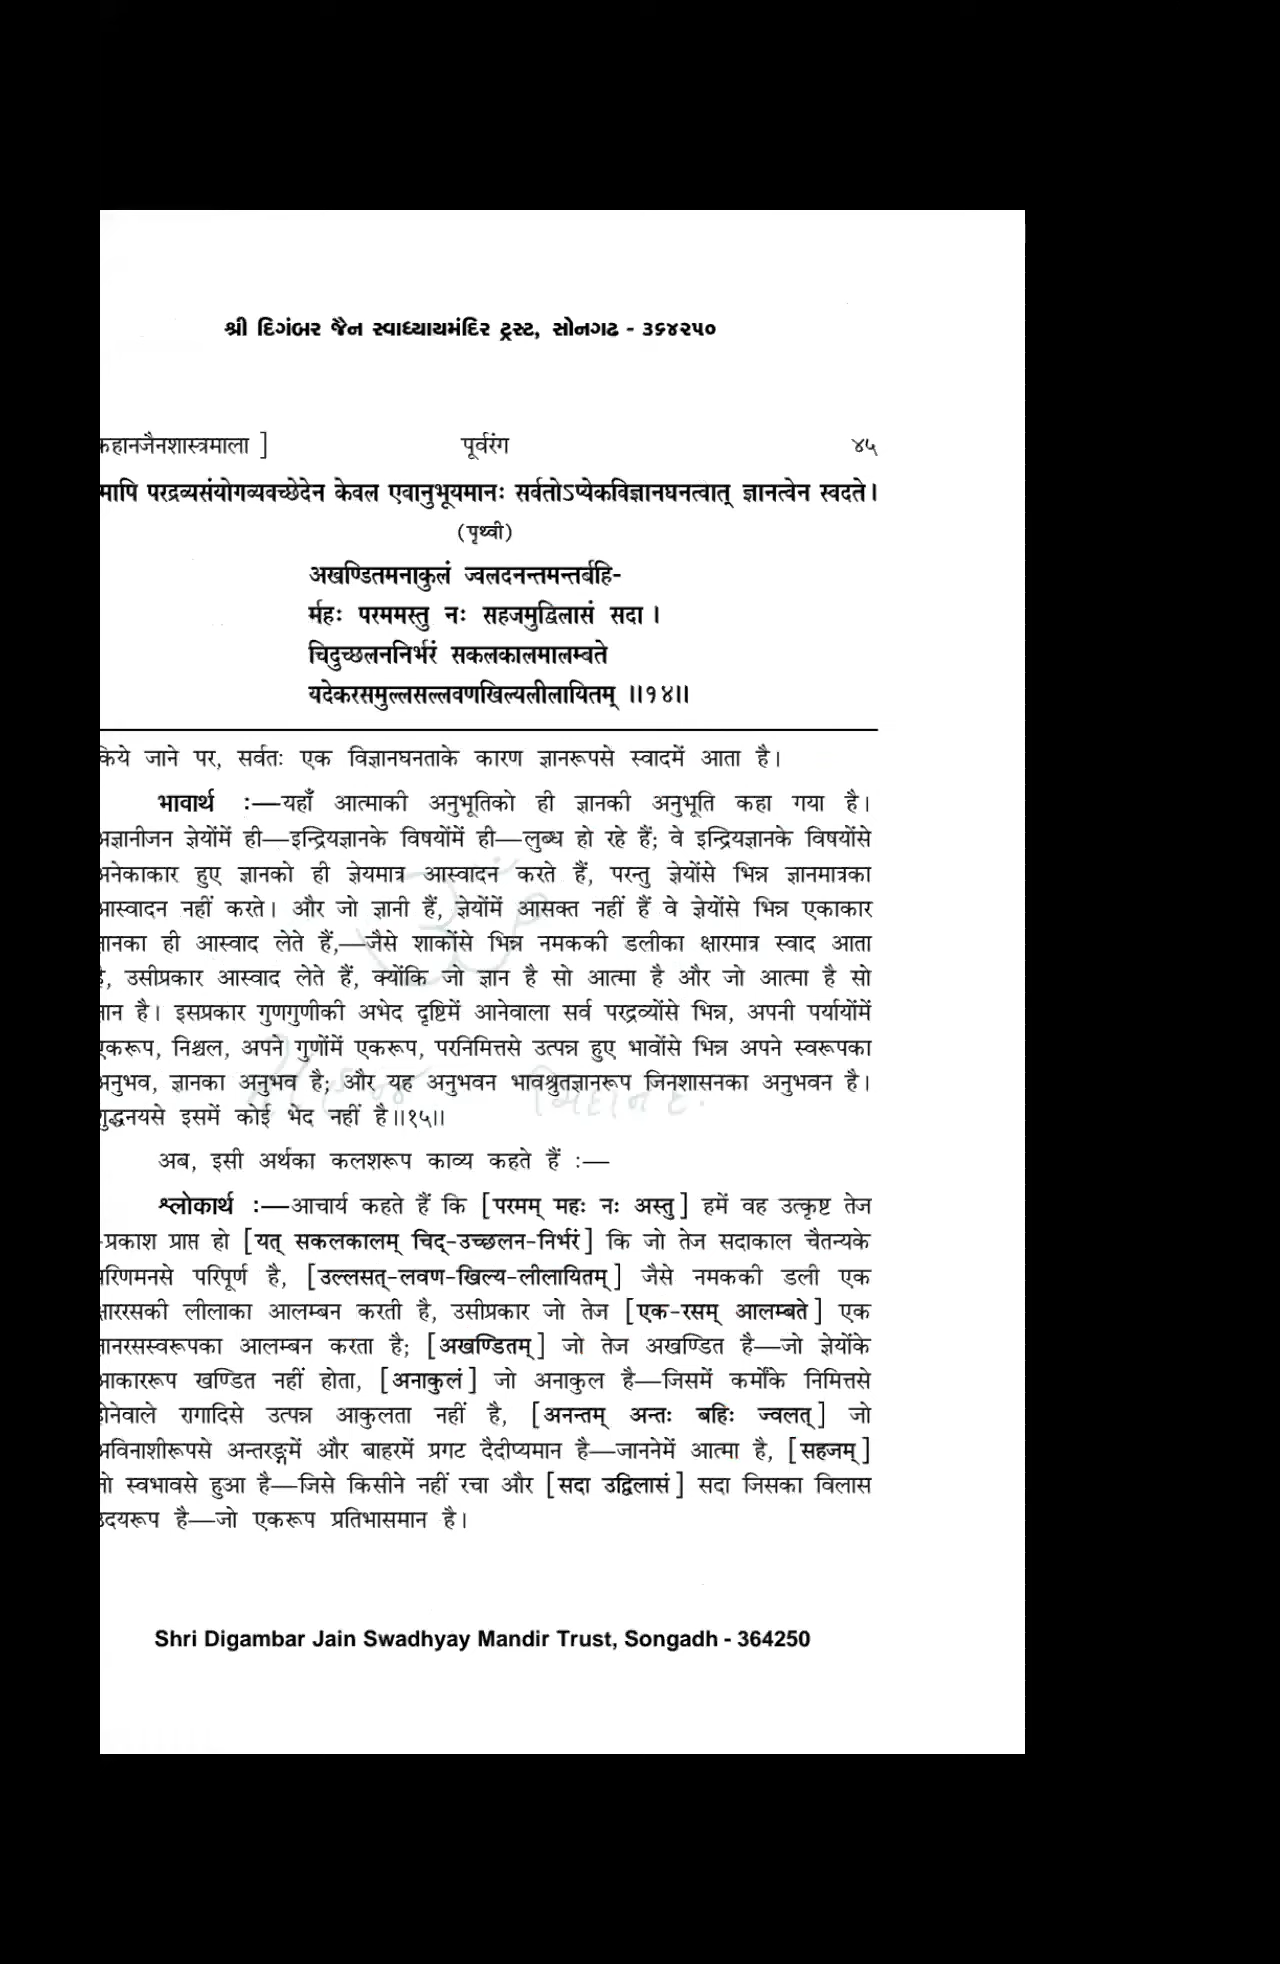 શ્રી દિગંબર જૈન સ્વાધ્યાયમંદિર ટ્રસ્ટ, સોનગઢ - ૩૬૪૨૫૦
कहानजैनशास्त्रमाला ] पूर्वरंग ४५
मापि परद्रव्यसंयोगव्यवच्छेदेन केवल एवानुभूयमानः सर्वतोऽप्येकविज्ञानघनत्वात् ज्ञानत्वेन स्वदते।
(पृथ्वी)
अखण्डितमनाकुलं ज्वलदनन्तमन्तर्बहि-
र्महः परममस्तु नः सहजमुद्विलासं सदा ।
चिदुच्छलननिर्भरं सकलकालमालम्बते
यदेकरसमुल्लसल्लवणखिल्यलीलायितम् ।।१४।।
किये जाने पर, सर्वतः एक विज्ञानघनताके कारण ज्ञानरूपसे स्वादमें आता है।
भावार्थ :—यहाँ आत्माकी अनुभूतिको ही ज्ञानकी अनुभूति कहा गया है।
अज्ञानीजन ज्ञेयोंमें ही—इन्द्रियज्ञानके विषयोंमें ही—लुब्ध हो रहे हैं; वे इन्द्रियज्ञानके विषयोंसे
अनेकाकार हुए ज्ञानको ही ज्ञेयमात्र आस्वादन करते हैं, परन्तु ज्ञेयोंसे भिन्न ज्ञानमात्रका
आस्वादन नहीं करते। और जो ज्ञानी हैं, ज्ञेयोंमें आसक्त नहीं हैं वे ज्ञेयोंसे भिन्न एकाकार
ज्ञानका ही आस्वाद लेते हैं,—जैसे शाकोंसे भिन्न नमककी डलीका क्षारमात्र स्वाद आता
है, उसीप्रकार आस्वाद लेते हैं, क्योंकि जो ज्ञान है सो आत्मा है और जो आत्मा है सो
ज्ञान है। इसप्रकार गुणगुणीकी अभेद दृष्टिमें आनेवाला सर्व परद्रव्योंसे भिन्न, अपनी पर्यायोंमें
एकरूप, निश्चल, अपने गुणोंमें एकरूप, परनिमित्तसे उत्पन्न हुए भावोंसे भिन्न अपने स्वरूपका
अनुभव, ज्ञानका अनुभव है; और यह अनुभवन भावश्रुतज्ञानरूप जिनशासनका अनुभवन है।
शुद्धनयसे इसमें कोई भेद नहीं है॥१५॥
अब, इसी अर्थका कलशरूप काव्य कहते हैं :—
श्लोकार्थ :—आचार्य कहते हैं कि [परमम् महः नः अस्तु] हमें वह उत्कृष्ट तेज
-प्रकाश प्राप्त हो [यत् सकलकालम् चिद्-उच्छलन-निर्भरं] कि जो तेज सदाकाल चैतन्यके
परिणमनसे परिपूर्ण है, [उल्लसत्-लवण-खिल्य-लीलायितम्] जैसे नमककी डली एक
क्षाररसकी लीलाका आलम्बन करती है, उसीप्रकार जो तेज [एक-रसम् आलम्बते] एक
ज्ञानरसस्वरूपका आलम्बन करता है; [अखण्डितम्] जो तेज अखण्डित है—जो ज्ञेयोंके
आकाररूप खण्डित नहीं होता, [अनाकुलं] जो अनाकुल है—जिसमें कर्मोंके निमित्तसे
होनेवाले रागादिसे उत्पन्न आकुलता नहीं है, [अनन्तम् अन्तः बहिः ज्वलत्] जो
अविनाशीरूपसे अन्तरङ्गमें और बाहरमें प्रगट दैदीप्यमान है—जाननेमें आत्मा है, [सहजम्]
जो स्वभावसे हुआ है—जिसे किसीने नहीं रचा और [सदा उद्विलासं] सदा जिसका विलास
उदयरूप है—जो एकरूप प्रतिभासमान है।
Shri Digambar Jain Swadhyay Mandir Trust, Songadh - 364250